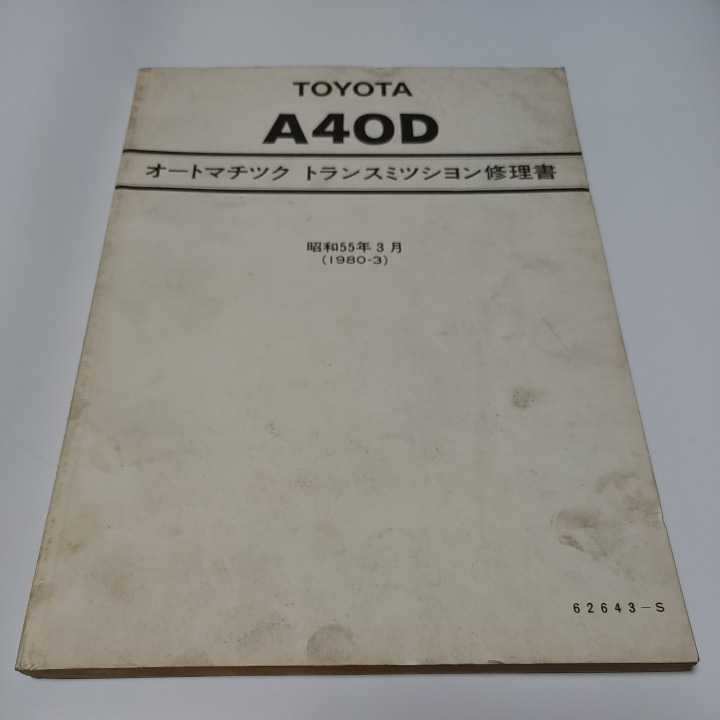 TOYOTA
A40D
オートマチツク トランスミツシヨン修理書
昭和55年3月
(1980-3)
62643-S